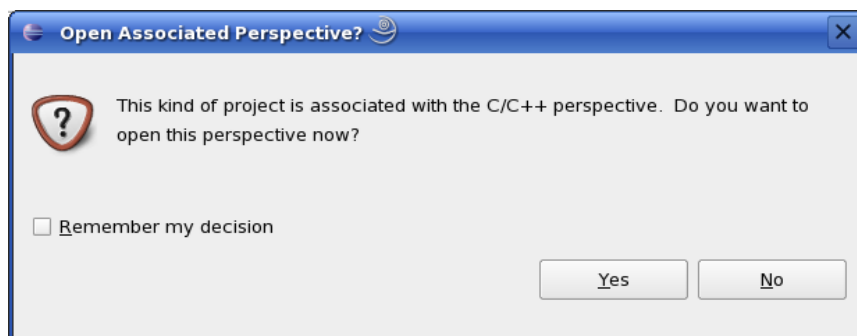 Open Associated Perspective?
This kind of project is associated with the C/C++ perspective.  Do you want to
open this perspective now?
Remember my decision
Yes
No